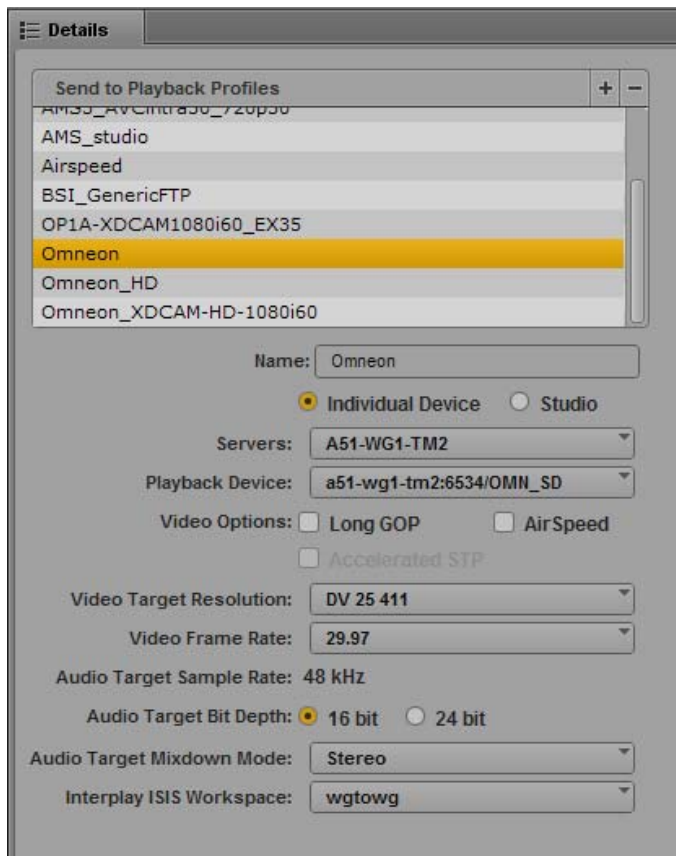 Details
Send to Playback Profiles + −
AMS5_AVCintra50_720p50
AMS_studio
Airspeed
BSI_GenericFTP
OP1A-XDCAM1080i60_EX35
Omneon
Omneon_HD
Omneon_XDCAM-HD-1080i60
Name: Omneon
Individual Device Studio
Servers: A51-WG1-TM2
Playback Device: a51-wg1-tm2:6534/OMN_SD
Video Options: Long GOP AirSpeed
Accelerated STP
Video Target Resolution: DV 25 411
Video Frame Rate: 29.97
Audio Target Sample Rate: 48 kHz
Audio Target Bit Depth: 16 bit 24 bit
Audio Target Mixdown Mode: Stereo
Interplay ISIS Workspace: wgtowg